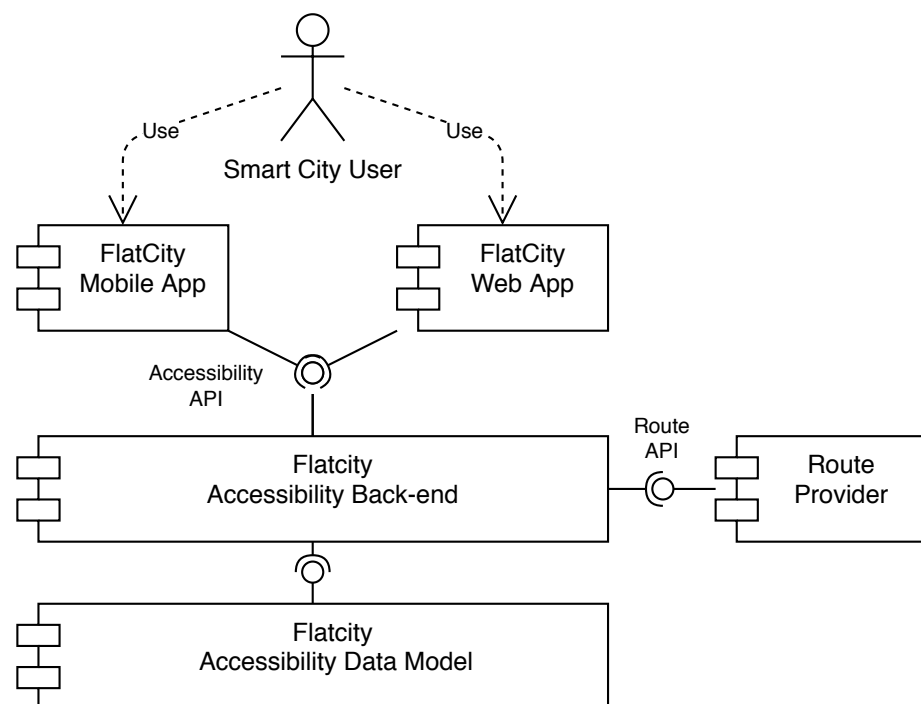 Use
Use
Smart City User
FlatCity
Mobile App
FlatCity
Web App
Accessibility
API
Route
API
Flatcity
Accessibility Back-end
Route
Provider
Flatcity
Accessibility Data Model